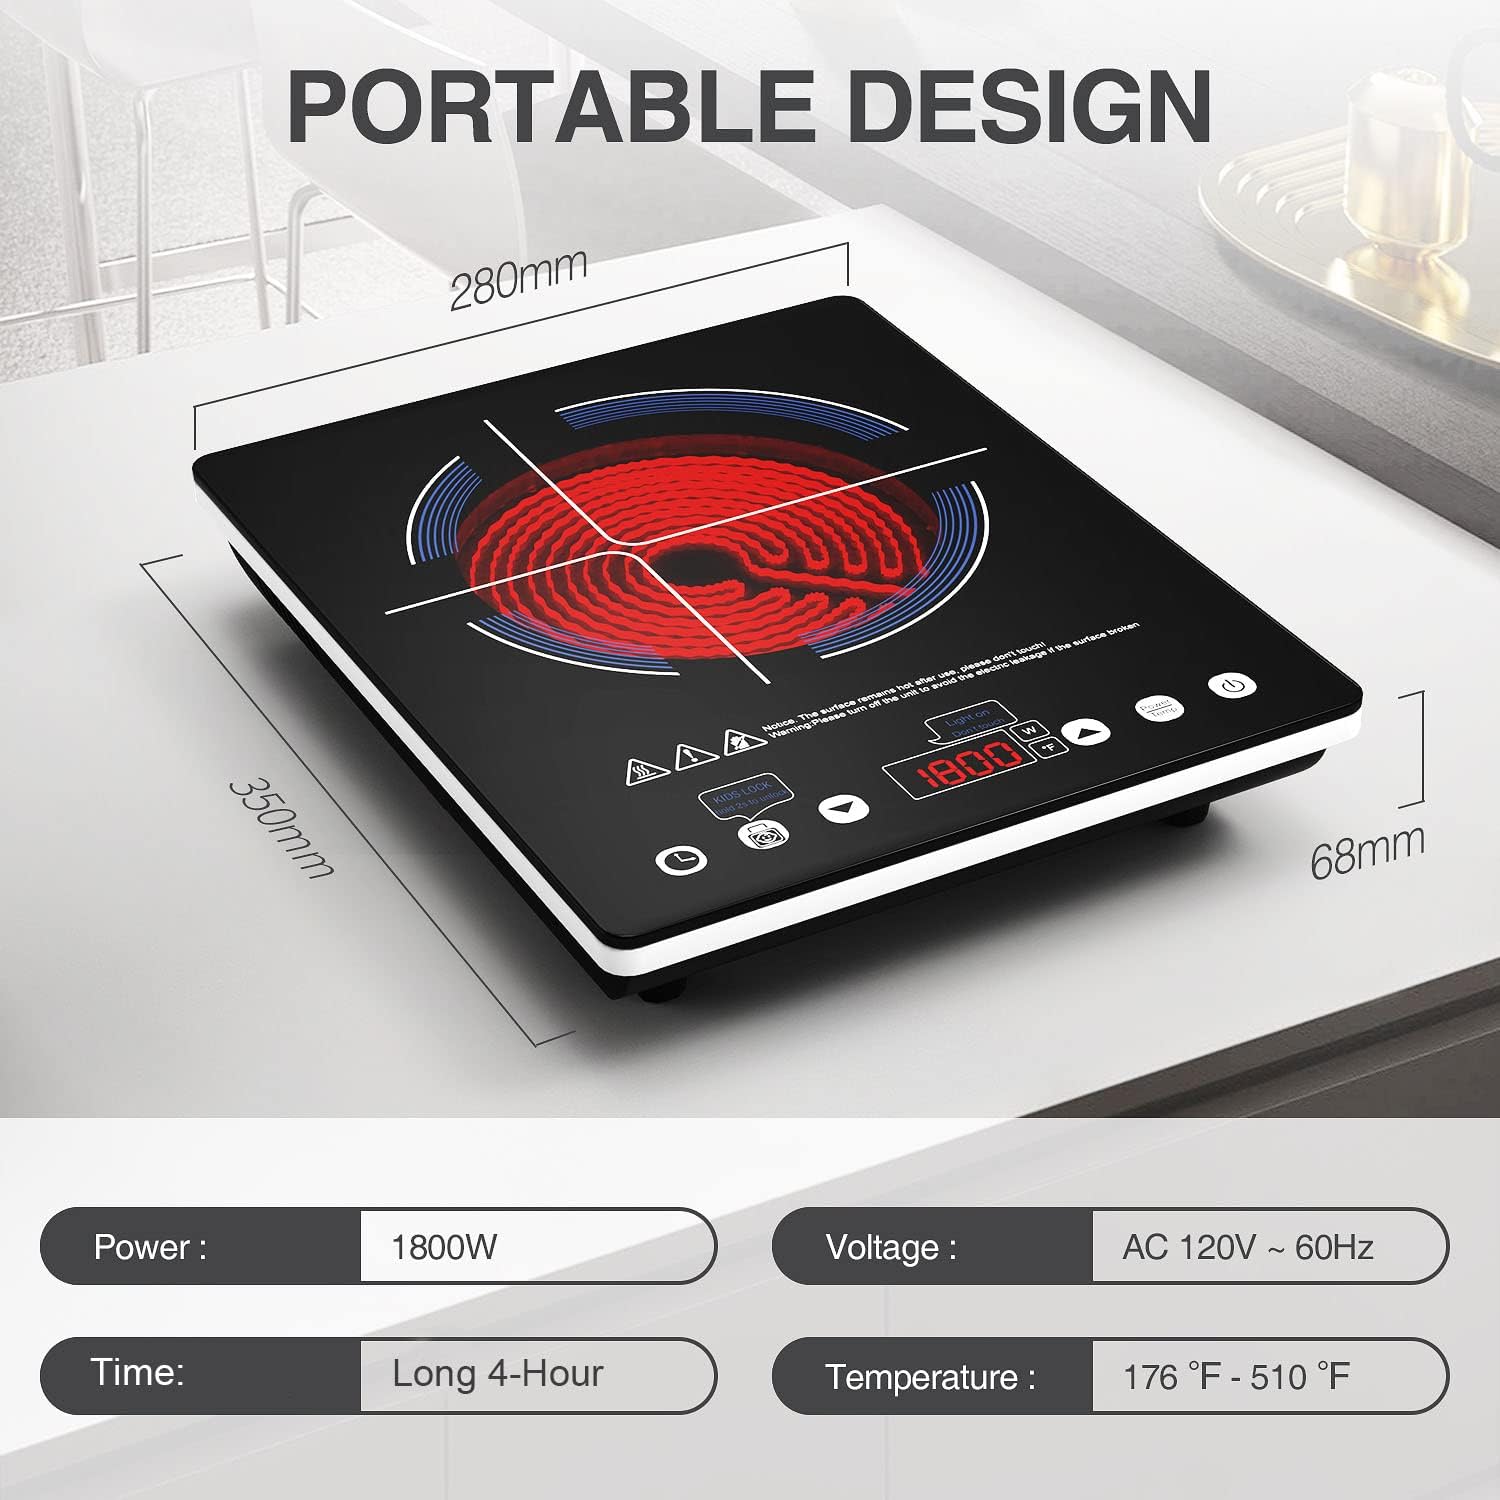 PORTABLE DESIGN
280mm
350mm
68mm
Notice. The surface remains hot after use, please don't touch!
Warning:Please turn off the unit to avoid the electric leakage if the surface broken
Light on
Don't touch
1800
W
°F
Power
Temp
KIDS LOCK
Hold 2s to unlock
Power :
1800W
Voltage :
AC 120V ~ 60Hz
Time:
Long 4-Hour
Temperature :
176 °F - 510 °F